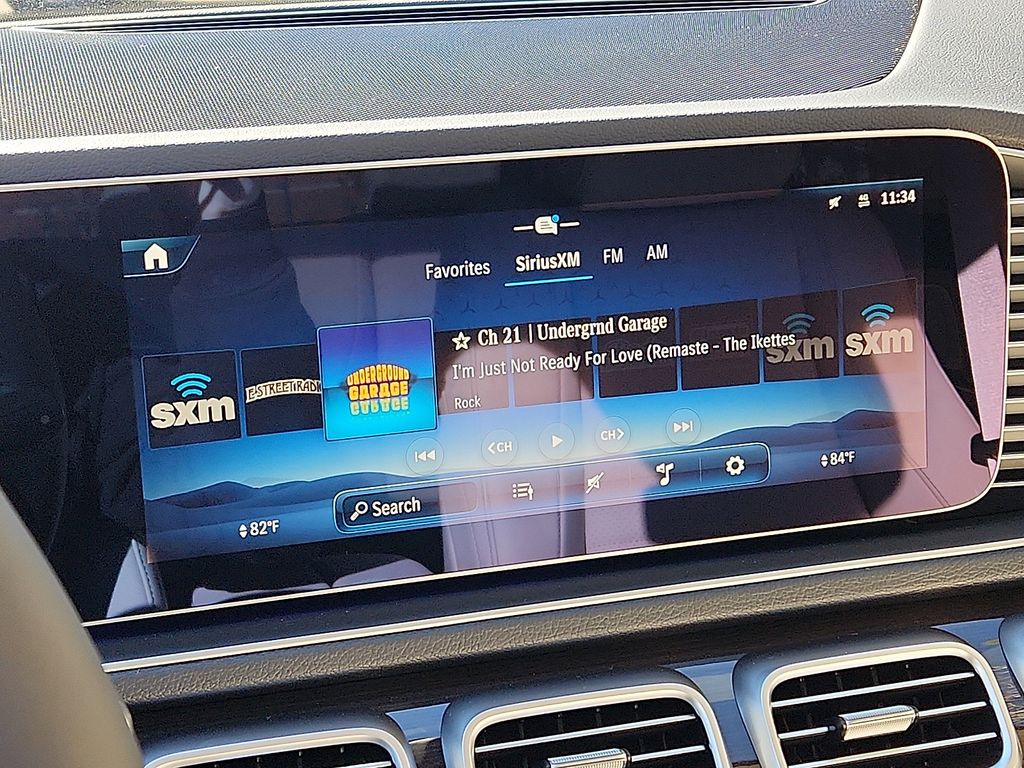 4G 11:34
Favorites SiriusXM FM AM
Ch 21 | Undergrnd Garage
I'm Just Not Ready For Love (Remaste - The Ikettes
Rock
sxm
E-STREET RADIO
UNDERGROUND
GARAGE
sxm
sxm
<CH
CH>
Search
82°F
84°F